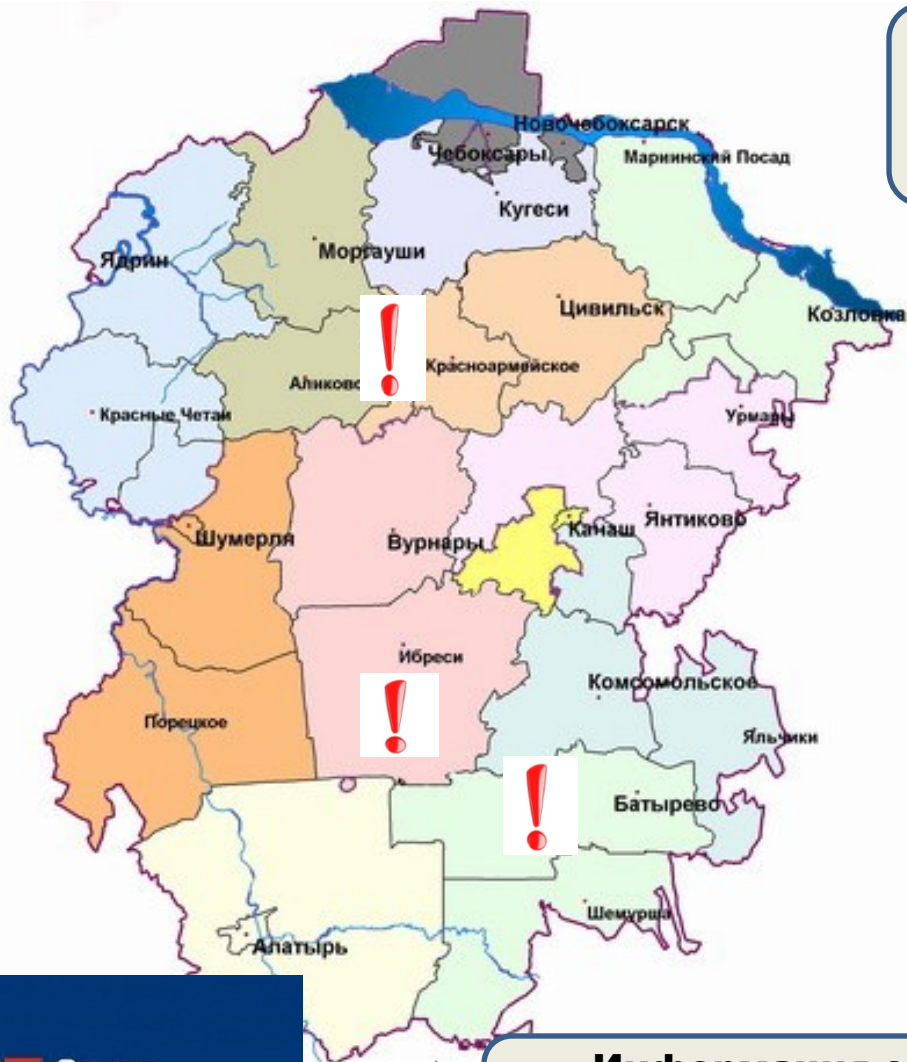 Новочебоксарск
Чебоксары
Мариинский Посад
Кугеси
Моргауши
Ядрин
Цивильск
Козловка
Красноармейское
Аликово
Красные Четаи
Урмары
Шумерля
Вурнары
Канаш
Янтиково
Ибреси
Комсомольское
Порецкое
Яльчики
Батырево
Шемурша
Алатырь